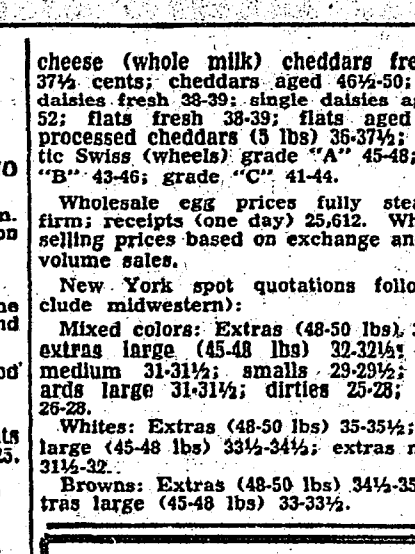 cheese (whole milk) cheddars fre
37½ cents; cheddars aged 46½-50;
daisies fresh 38-39; single daisies a
52; flats fresh 38-39; flats aged
processed cheddars (5 lbs) 36-37½;
tic Swiss (wheels) grade "A" 45-48;
"B" 43-46; grade "C" 41-44.
Wholesale egg prices fully stea
firm; receipts (one day) 25,612. Wh
selling prices based on exchange an
volume sales.
New York spot quotations follo
clude midwestern):
Mixed colors: Extras (48-50 lbs),
extras large (45-48 lbs) 32-32½;
medium 31-31½; smalls 29-29½;
ards large 31-31½; dirties 25-28;
26-28.
Whites: Extras (48-50 lbs) 35-35½;
large (45-48 lbs) 33½-34½; extras m
31½-32.
Browns: Extras (48-50 lbs) 34½-35
tras large (45-48 lbs) 33-33½.